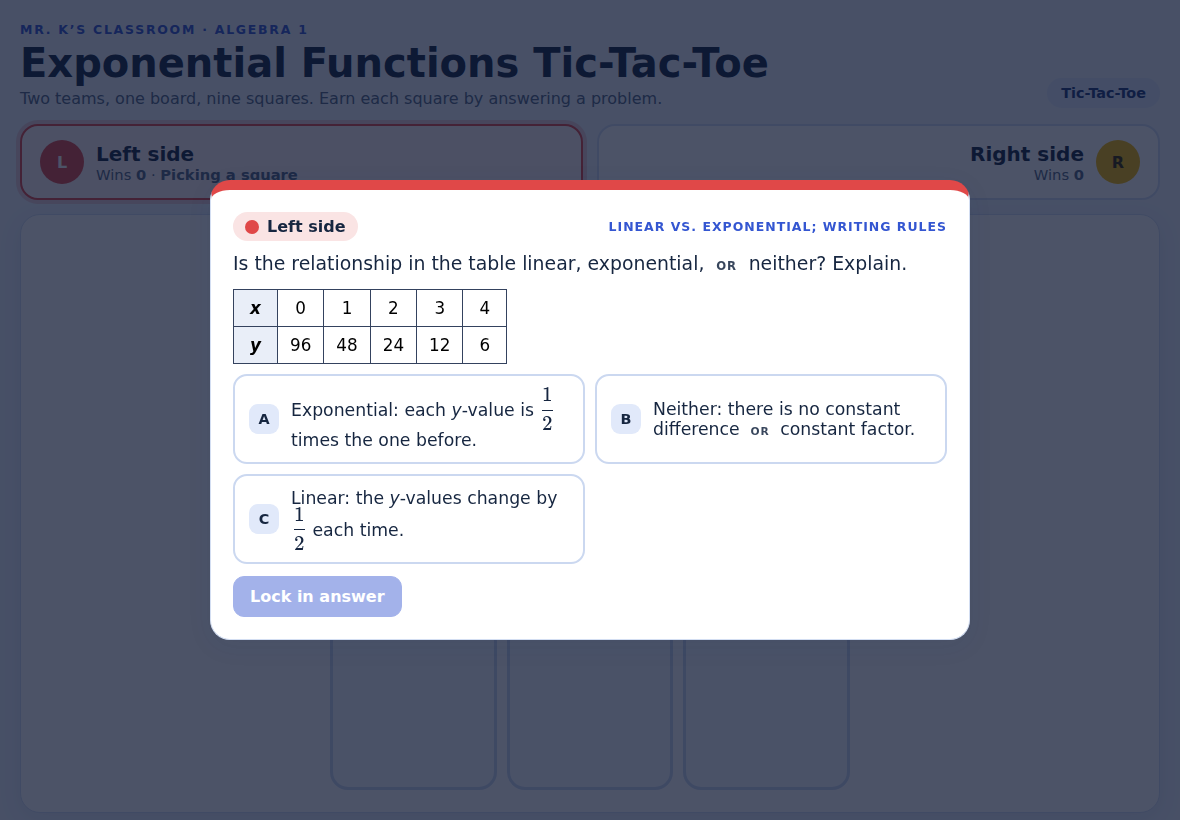 MR. K'S CLASSROOM · ALGEBRA 1
Exponential Functions Tic-Tac-Toe
Two teams, one board, nine squares. Earn each square by answering a problem.
Tic-Tac-Toe
L
Left side
Wins 0 · Picking a square
Right side
Wins 0
R
Left side
LINEAR VS. EXPONENTIAL; WRITING RULES
Is the relationship in the table linear, exponential, OR neither? Explain.
x 0 1 2 3 4
y 96 48 24 12 6
A
Exponential: each y-value is 1/2
times the one before.
B
Neither: there is no constant
difference OR constant factor.
C
Linear: the y-values change by
1/2 each time.
Lock in answer